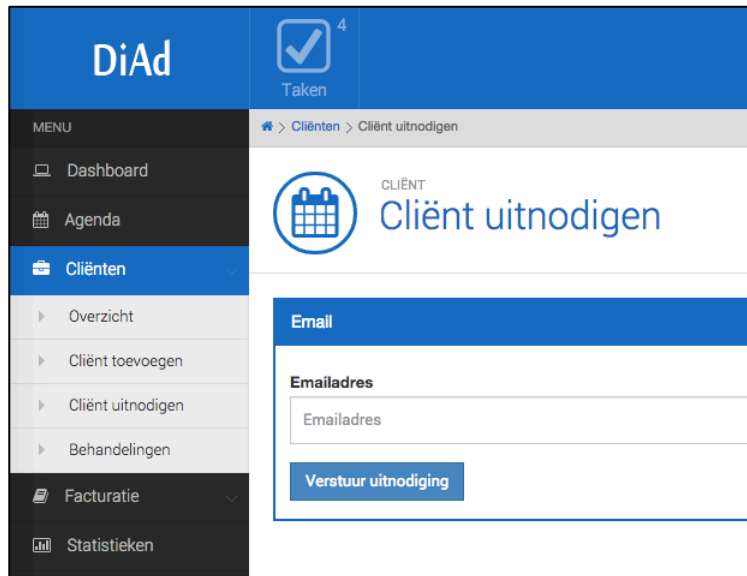 DiAd
4
Taken
MENU
> Cliënten > Cliënt uitnodigen
Dashboard
Agenda
Cliënten
Overzicht
Cliënt toevoegen
Cliënt uitnodigen
Behandelingen
Facturatie
Statistieken
CLIËNT
Cliënt uitnodigen
Email
Emailadres
Emailadres
Verstuur uitnodiging